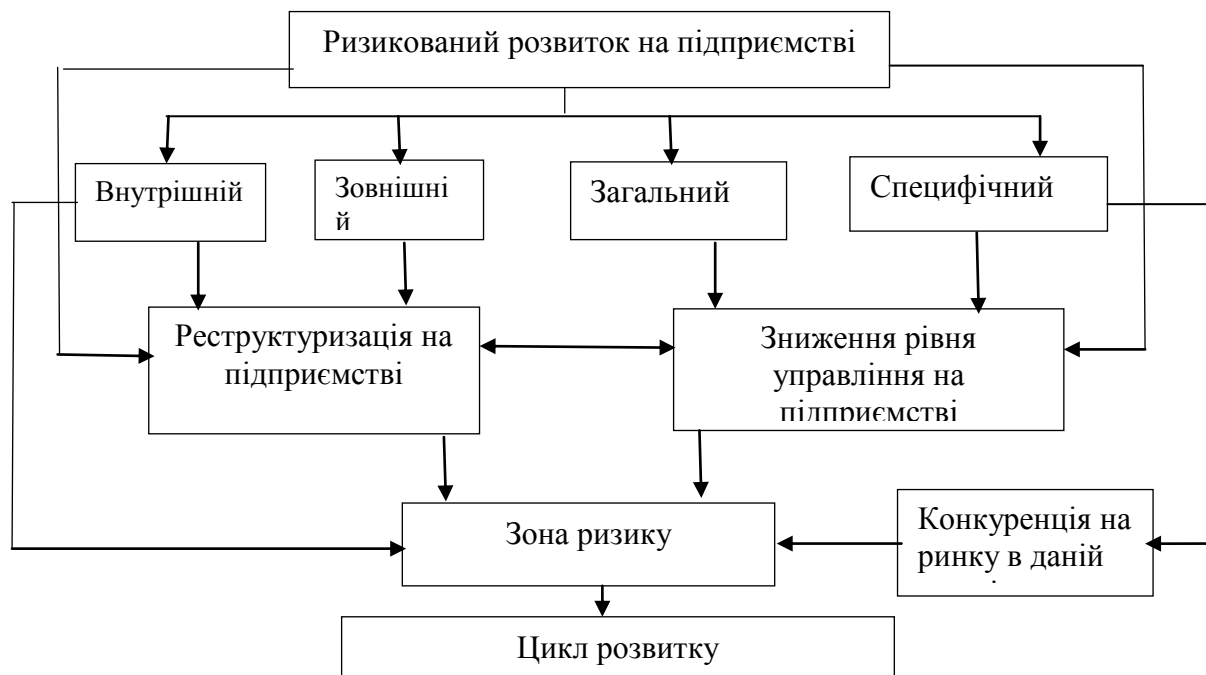 Ризикований розвиток на підприємстві
Внутрішній
Зовнішні
й
Загальний
Специфічний
Реструктуризація на
підприємстві
Зниження рівня
управління на
підприємстві
Зона ризику
Конкуренція на
ринку в даній
Цикл розвитку